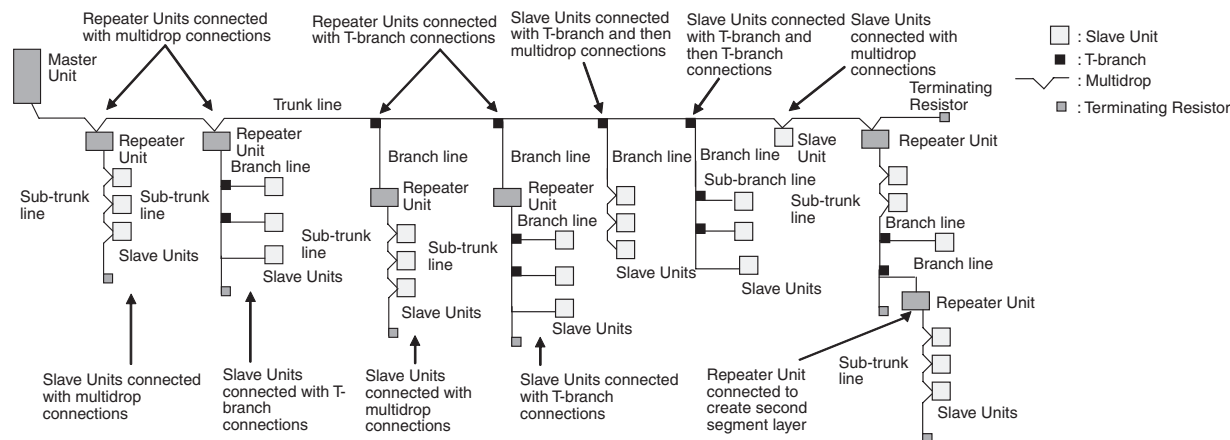 Repeater Units connected
with multidrop connections
Repeater Units connected
with T-branch connections
Slave Units connected
with T-branch and then
multidrop connections
Slave Units connected
with T-branch and
then T-branch
connections
Slave Units
connected with
multidrop
connections
: Slave Unit
: T-branch
: Multidrop
: Terminating Resistor
Master
Unit
Trunk line
Terminating
Resistor
Repeater
Unit
Repeater
Unit
Branch line
Branch line
Branch line
Branch line
Branch line
Slave
Unit
Repeater Unit
Sub-trunk
line
Sub-trunk
line
Repeater
Unit
Sub-trunk
line
Repeater
Unit
Branch line
Sub-trunk
line
Sub-branch line
Sub-trunk
line
Branch line
Branch line
Slave Units
Slave Units
Slave Units
Slave Units
Slave Units
Slave Units
Repeater Unit
Sub-trunk
line
Slave Units
Slave Units connected
with multidrop
connections
Slave Units
connected with T-
branch
connections
Slave Units
connected with
multidrop
connections
Slave Units connected
with T-branch
connections
Repeater Unit
connected to
create second
segment layer